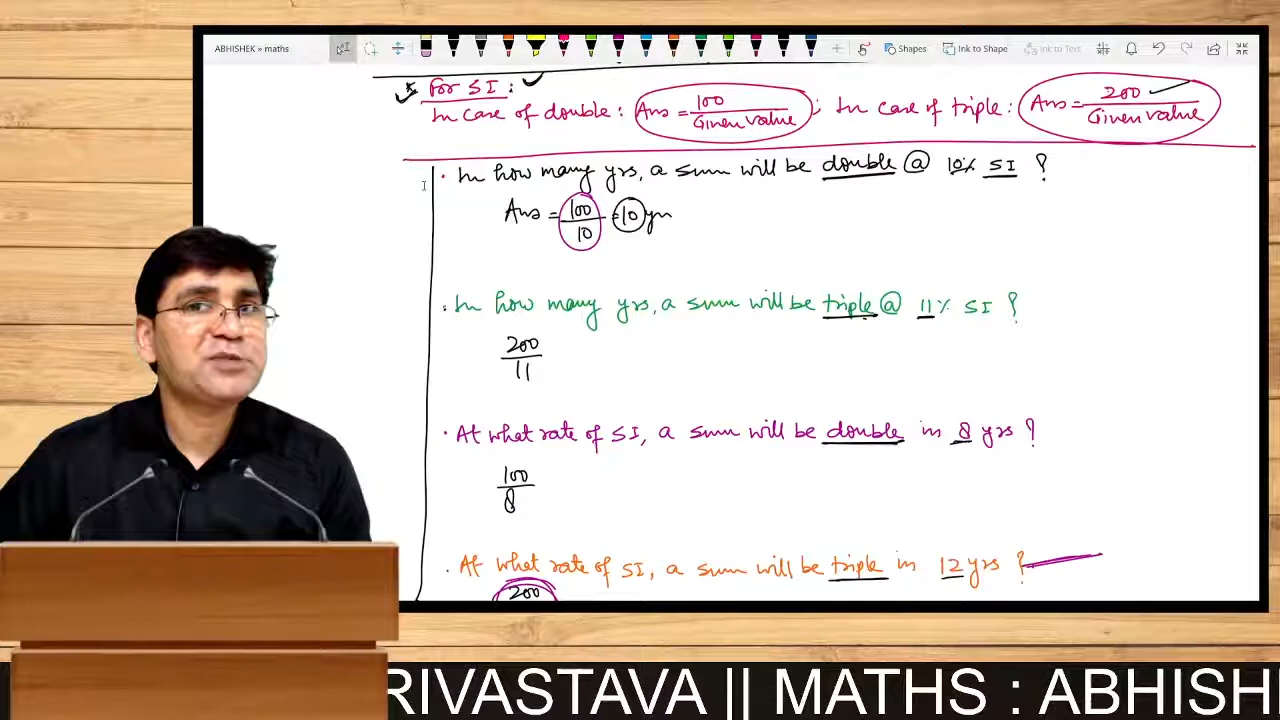 ABHISHEK » maths
Shapes
Ink to Shape
Ink to Text
* For SI :
In case of double : Ans = 100/Given value ; In case of triple : Ans = 200/Given value
· In how many yrs, a sum will be double @ 10% SI ?
Ans = 100/10 = 10 yrs
· In how many yrs, a sum will be triple @ 11% SI ?
200/11
· At what rate of SI, a sum will be double in 8 yrs ?
100/8
· At what rate of SI, a sum will be triple in 12 yrs ?
200
RIVASTAVA || MATHS : ABHISH